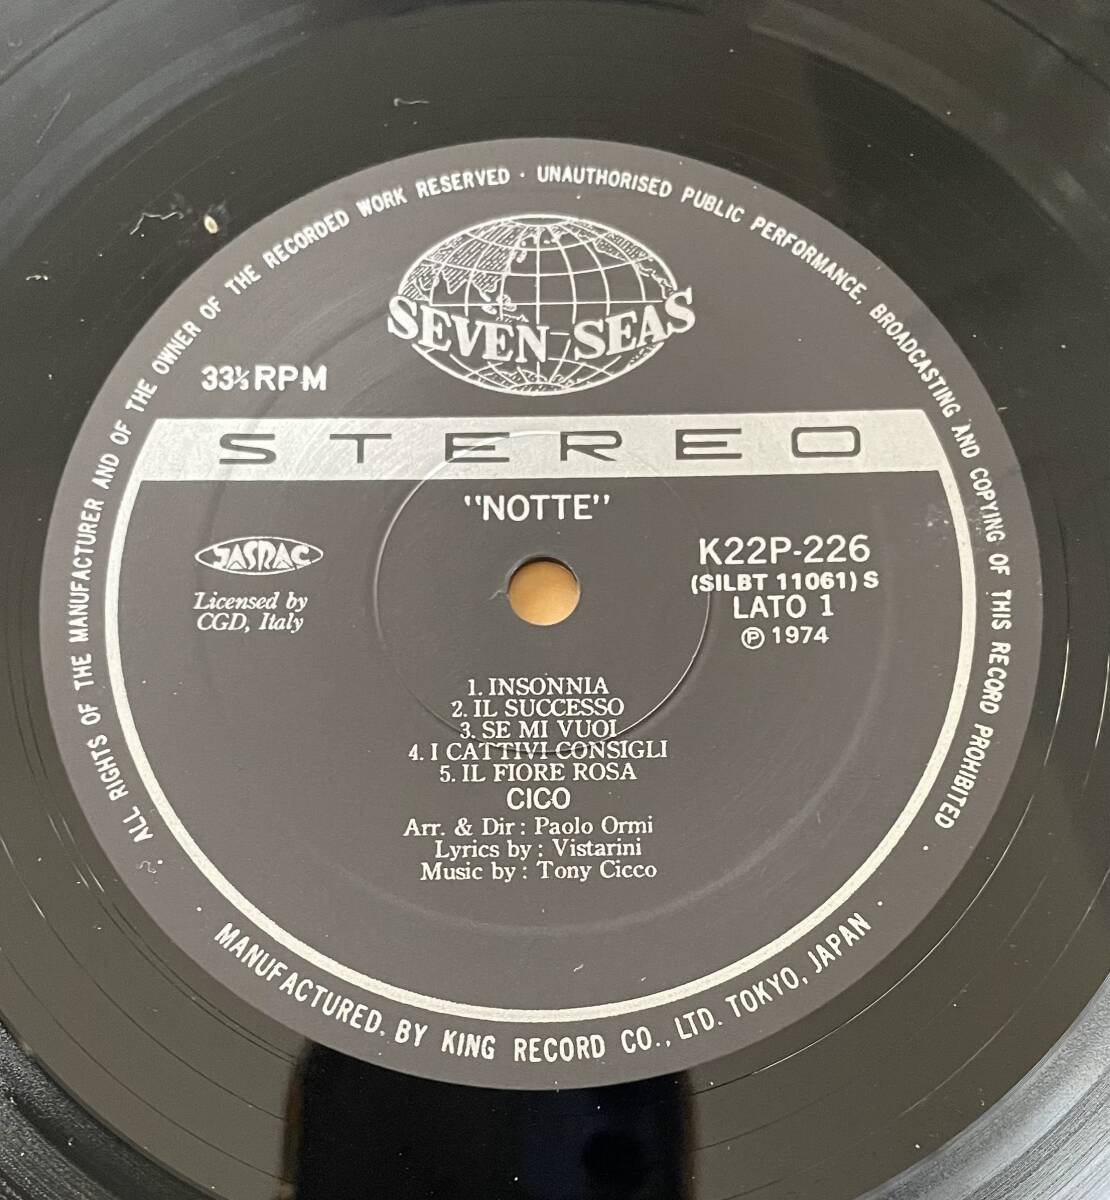 ALL RIGHTS OF THE MANUFACTURER AND OF THE OWNER OF THE RECORDED WORK RESERVED · UNAUTHORISED PUBLIC PERFORMANCE, BROADCASTING AND COPYING OF THIS RECORD PROHIBITED
SEVEN SEAS
33⅓RPM
STEREO
"NOTTE"
JASRAC
Licensed by
CGD, Italy
K22P-226
(SILBT 11061) S
LATO 1
℗ 1974
1. INSONNIA
2. IL SUCCESSO
3. SE MI VUOI
4. I CATTIVI CONSIGLI
5. IL FIORE ROSA
CICO
Arr. & Dir : Paolo Ormi
Lyrics by : Vistarini
Music by : Tony Cicco
· MANUFACTURED. BY KING RECORD CO., LTD. TOKYO, JAPAN ·